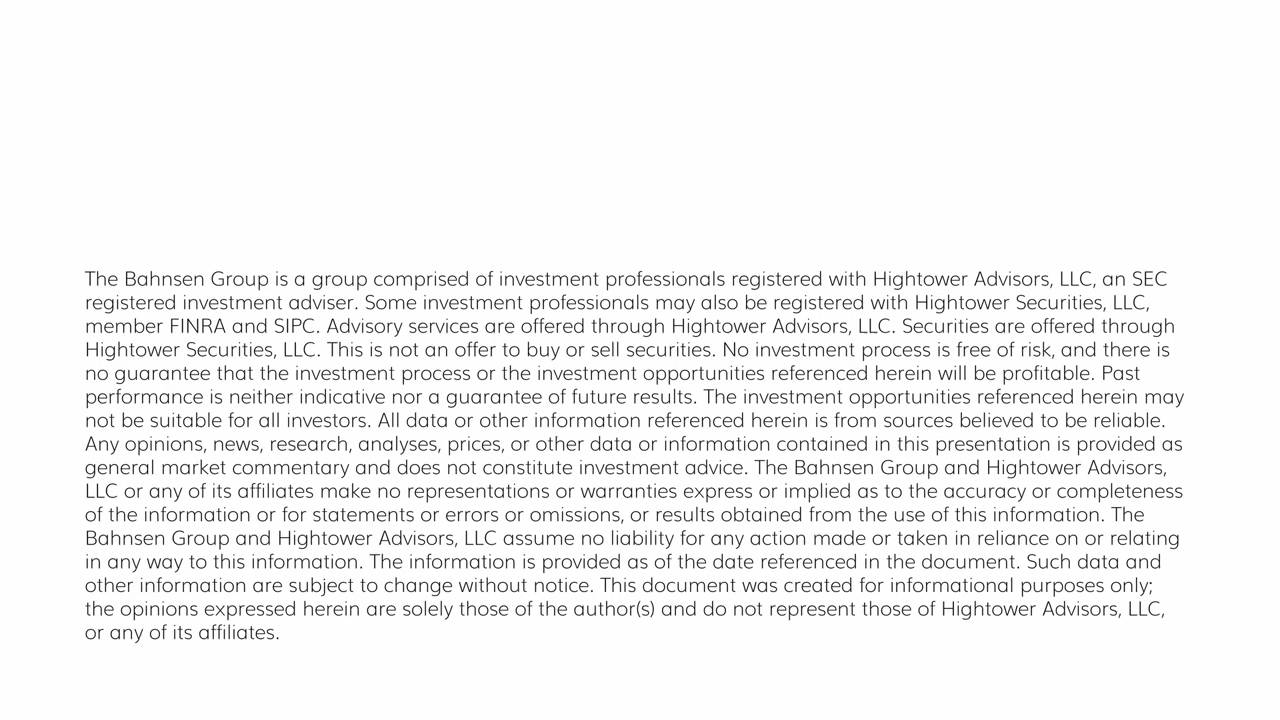 The Bahnsen Group is a group comprised of investment professionals registered with Hightower Advisors, LLC, an SEC
registered investment adviser. Some investment professionals may also be registered with Hightower Securities, LLC,
member FINRA and SIPC. Advisory services are offered through Hightower Advisors, LLC. Securities are offered through
Hightower Securities, LLC. This is not an offer to buy or sell securities. No investment process is free of risk, and there is
no guarantee that the investment process or the investment opportunities referenced herein will be profitable. Past
performance is neither indicative nor a guarantee of future results. The investment opportunities referenced herein may
not be suitable for all investors. All data or other information referenced herein is from sources believed to be reliable.
Any opinions, news, research, analyses, prices, or other data or information contained in this presentation is provided as
general market commentary and does not constitute investment advice. The Bahnsen Group and Hightower Advisors,
LLC or any of its affiliates make no representations or warranties express or implied as to the accuracy or completeness
of the information or for statements or errors or omissions, or results obtained from the use of this information. The
Bahnsen Group and Hightower Advisors, LLC assume no liability for any action made or taken in reliance on or relating
in any way to this information. The information is provided as of the date referenced in the document. Such data and
other information are subject to change without notice. This document was created for informational purposes only;
the opinions expressed herein are solely those of the author(s) and do not represent those of Hightower Advisors, LLC,
or any of its affiliates.